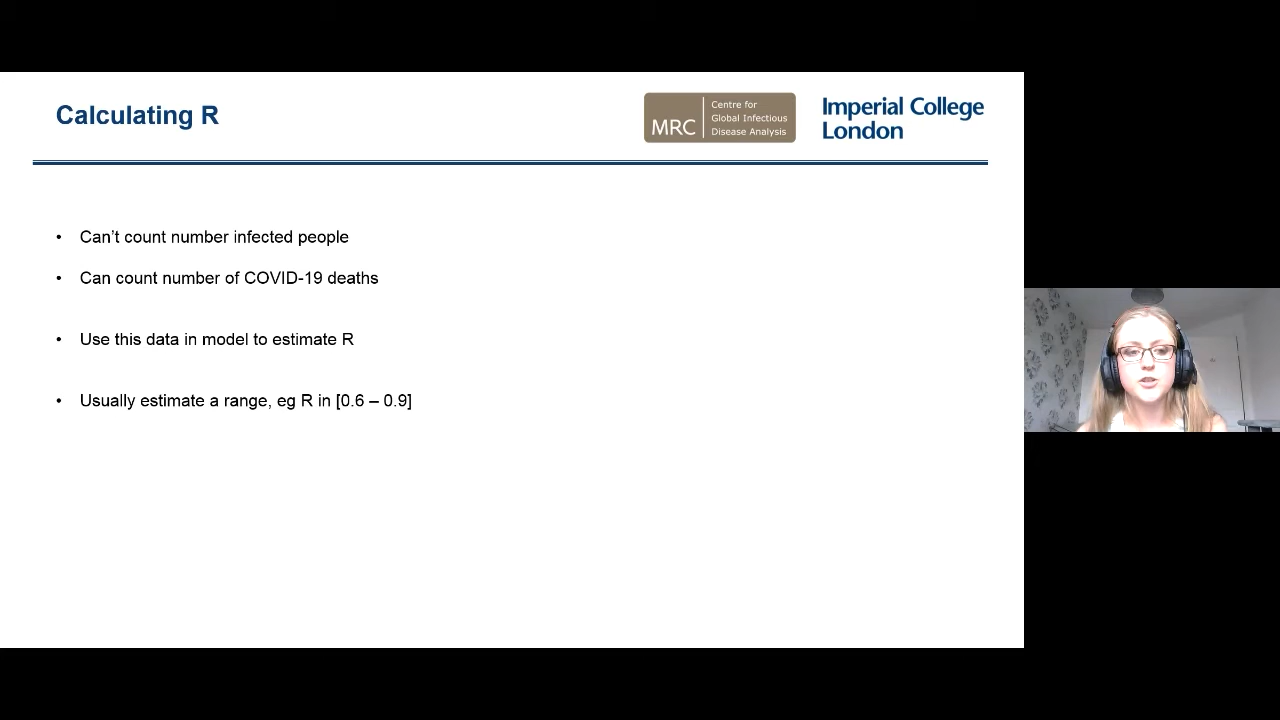 Calculating R
MRC
Centre for
Global Infectious
Disease Analysis
Imperial College
London
• Can't count number infected people
• Can count number of COVID-19 deaths
• Use this data in model to estimate R
• Usually estimate a range, eg R in [0.6 – 0.9]